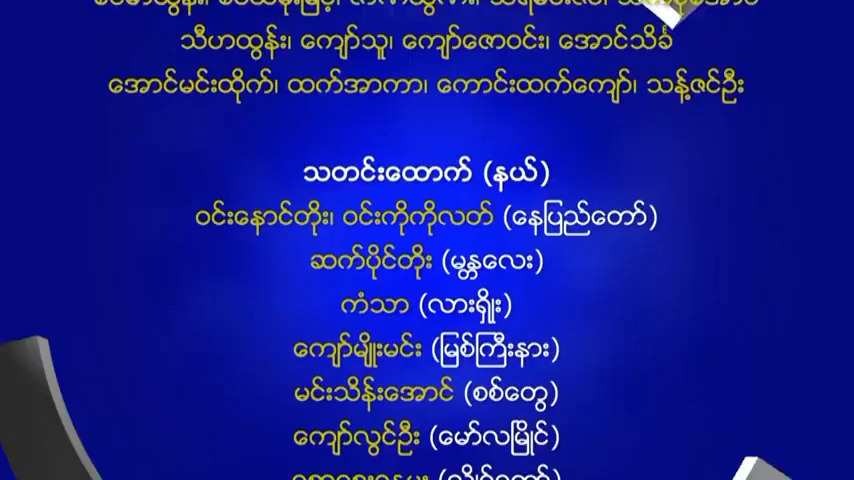 သီဟထွန်း၊ ကျော်သူ၊ ကျော်ဇောဝင်း၊ အောင်သိင်္ခ
အောင်မင်းထိုက်၊ ထက်အာကာ၊ ကောင်းထက်ကျော်၊ သန့်ဇင်ဦး
သတင်းထောက် (နယ်)
ဝင်းနောင်တိုး၊ ဝင်းကိုကိုလတ် (နေပြည်တော်)
ဆက်ပိုင်တိုး (မန္တလေး)
ကံသာ (လားရှိုး)
ကျော်မျိုးမင်း (မြစ်ကြီးနား)
မင်းသိန်းအောင် (စစ်တွေ)
ကျော်လွင်ဦး (မော်လမြိုင်)